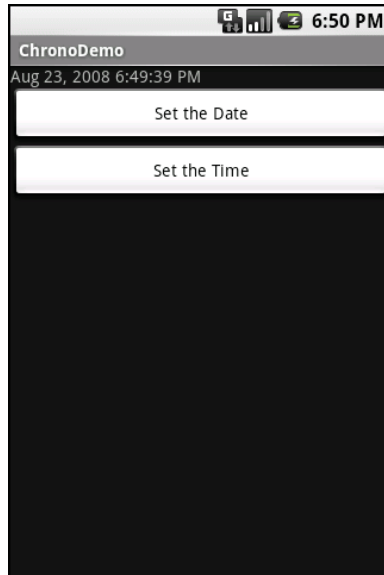 G 6:50 PM
ChronoDemo
Aug 23, 2008 6:49:39 PM
Set the Date
Set the Time